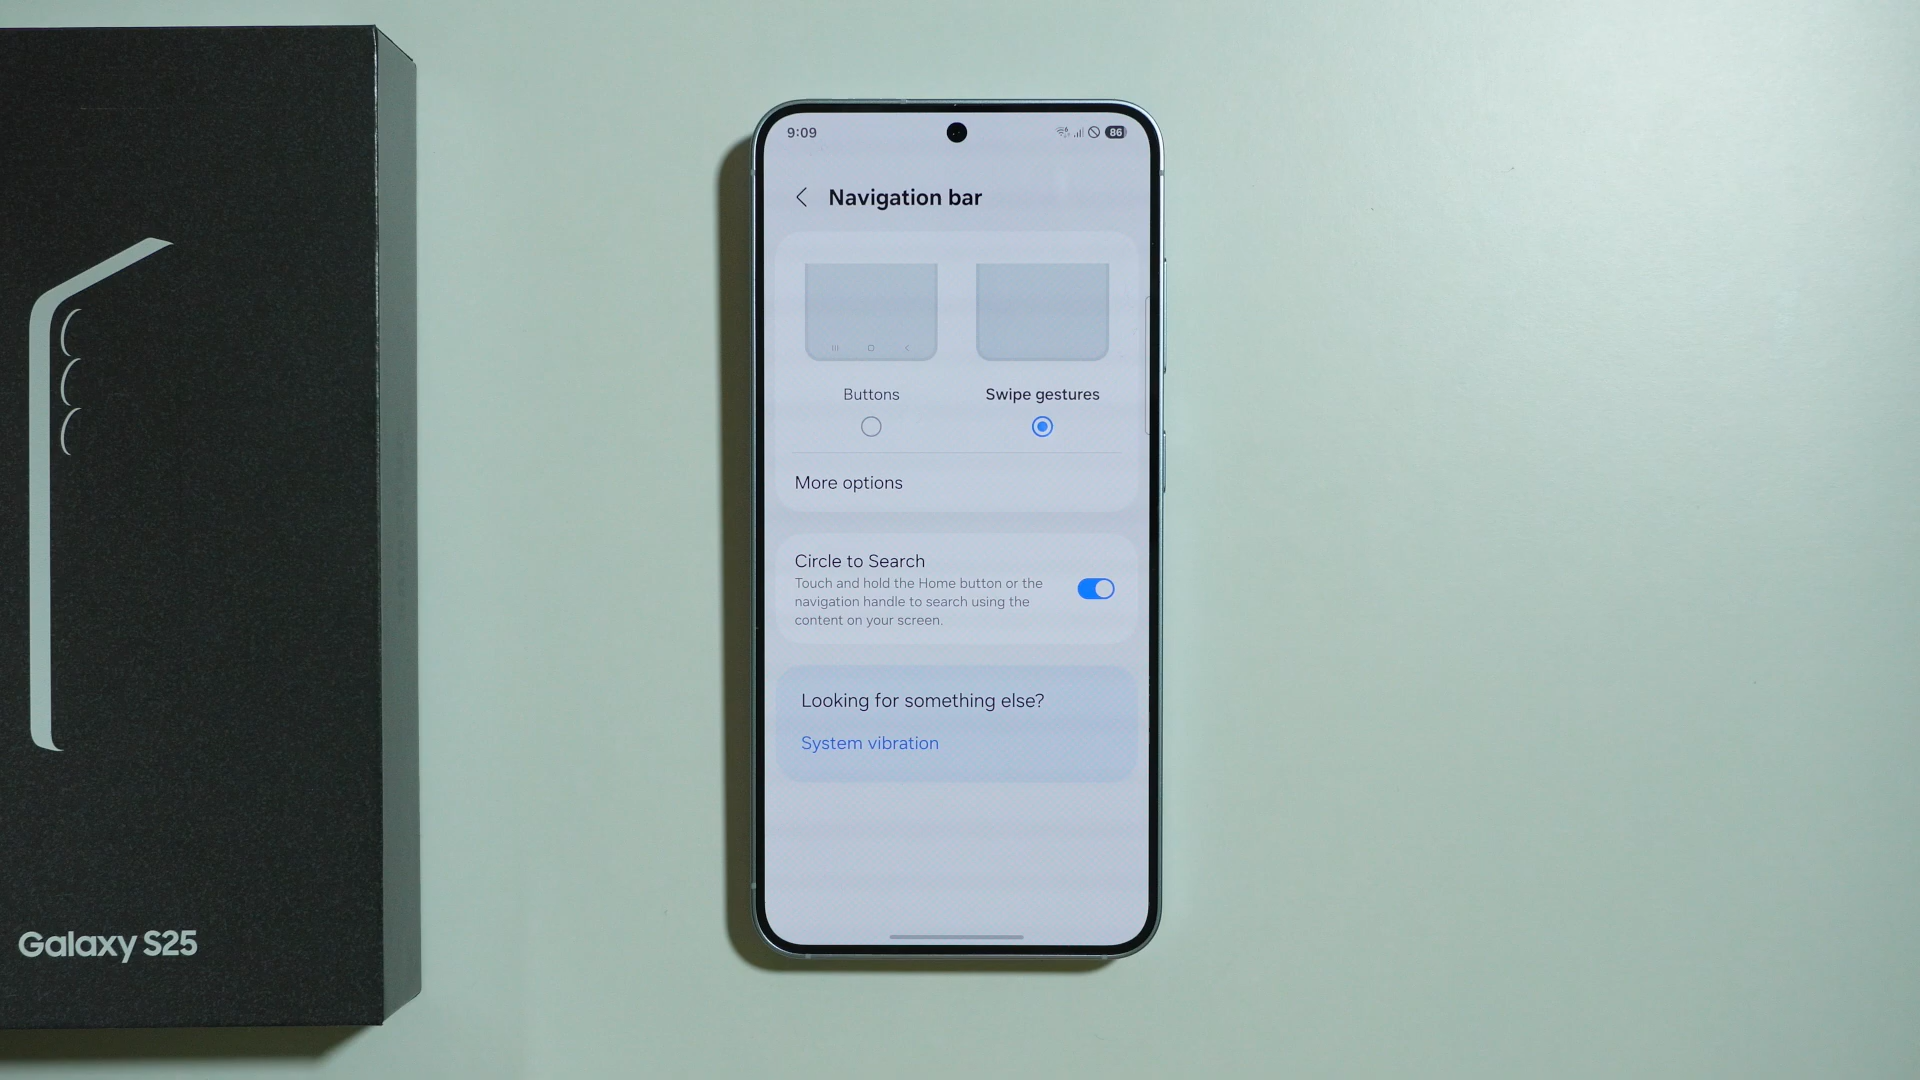 9:09
86
Navigation bar
Buttons
Swipe gestures
More options
Circle to Search
Touch and hold the Home button or the
navigation handle to search using the
content on your screen.
Looking for something else?
System vibration
Galaxy S25